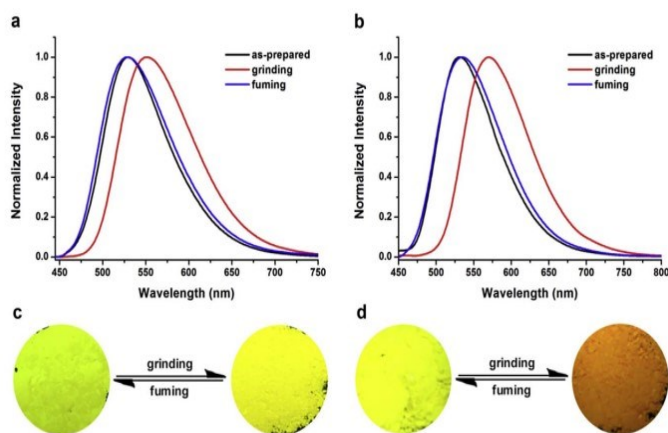 a
1.0
0.8
0.6
0.4
0.2
0.0
Normalized Intensity
450 500 550 600 650 700 750
Wavelength (nm)
as-prepared
grinding
fuming
b
1.0
0.8
0.6
0.4
0.2
0.0
Normalized Intensity
450 500 550 600 650 700 750 800
Wavelength (nm)
as-prepared
grinding
fuming
c
grinding
fuming
d
grinding
fuming